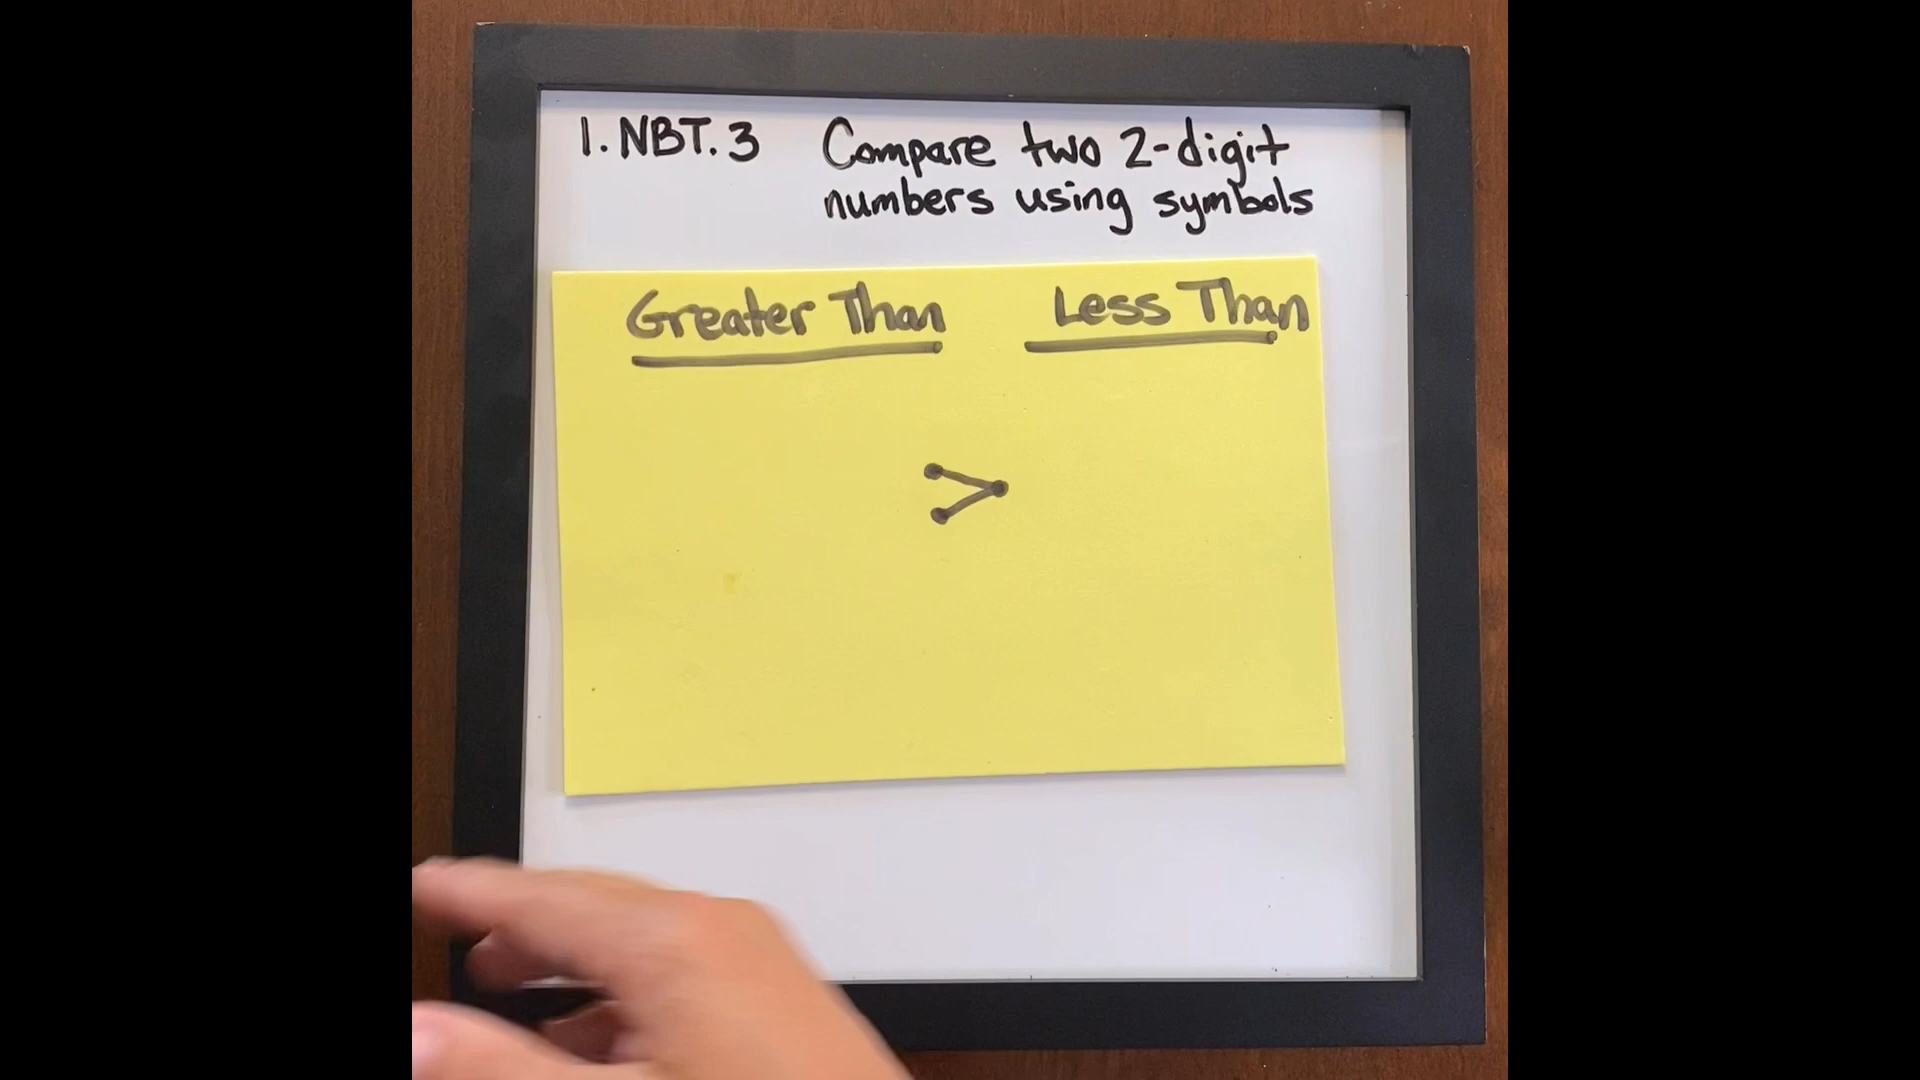 1.NBT.3 Compare two 2-digit
numbers using symbols
Greater Than Less Than
>